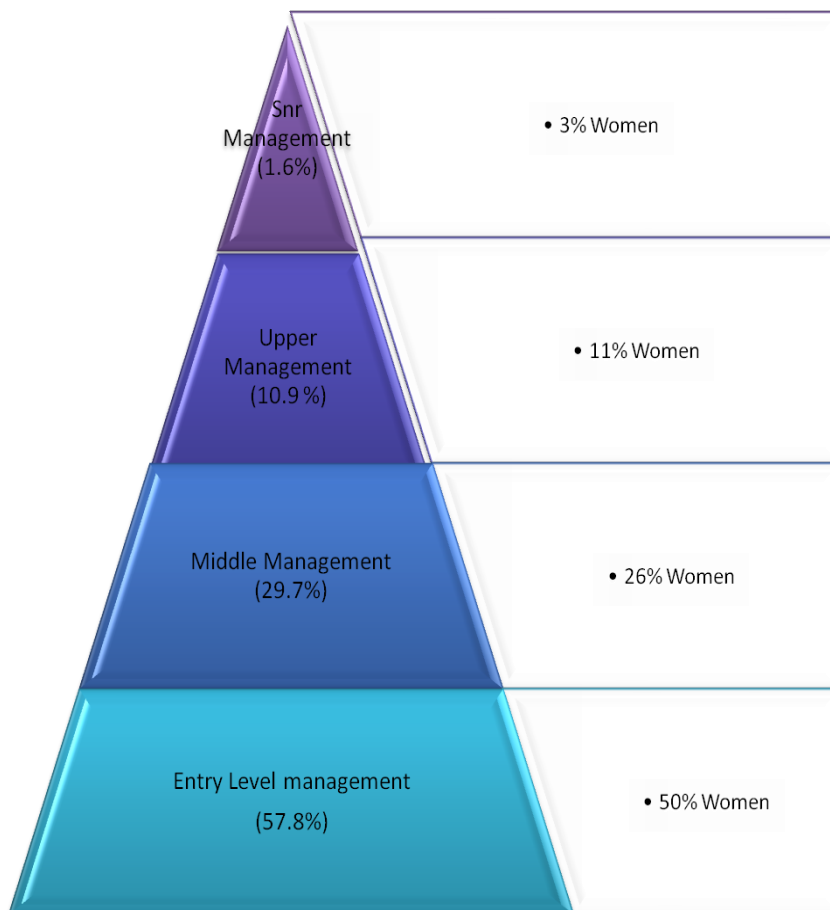 Snr
Management
(1.6%)
• 3% Women
Upper
Management
(10.9 %)
• 11% Women
Middle Management
(29.7%)
• 26% Women
Entry Level management
(57.8%)
• 50% Women